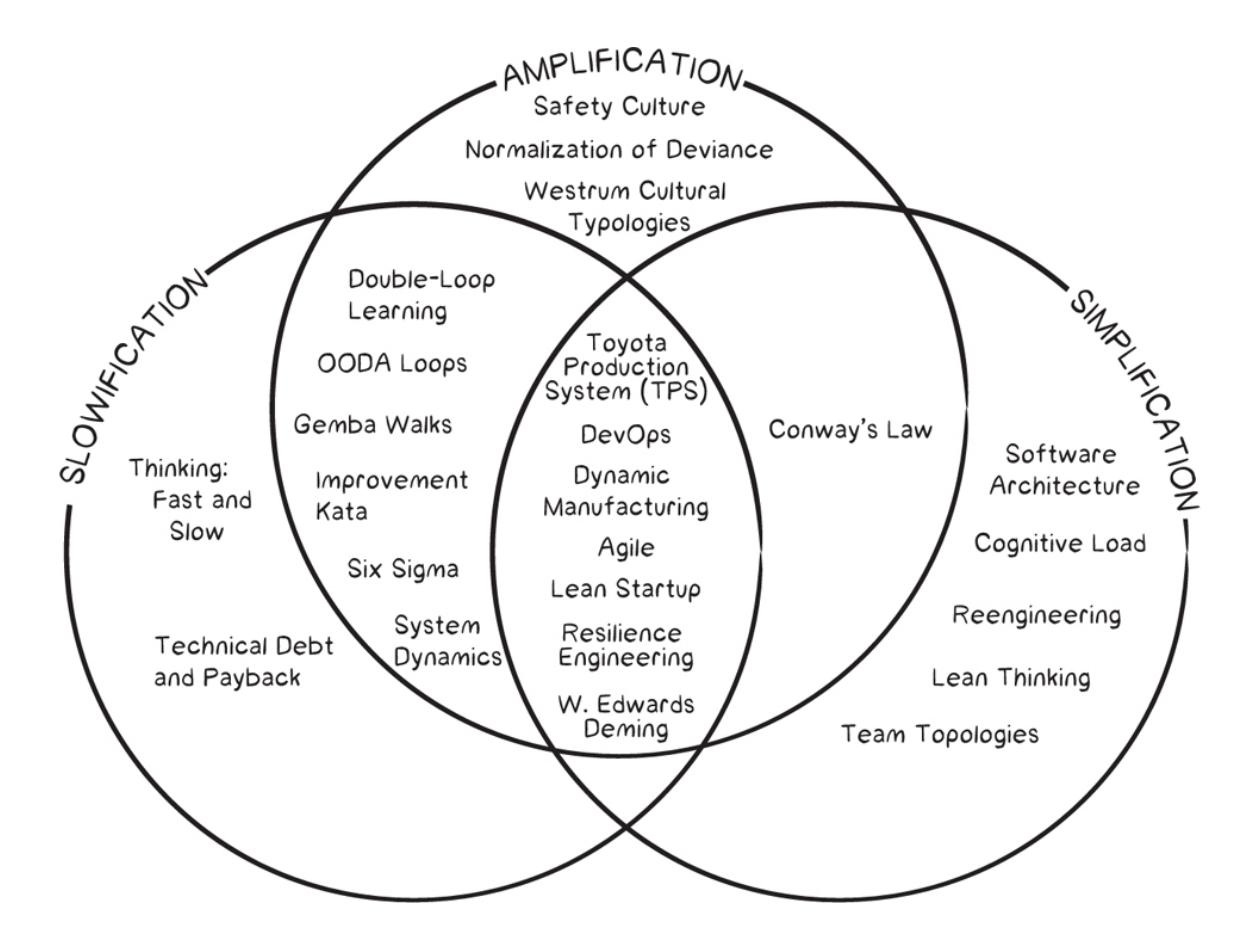 AMPLIFICATION
Safety Culture
Normalization of Deviance
Westrum Cultural
Typologies
SLOWIFICATION
Thinking:
Fast and
Slow
Technical Debt
and Payback
Double-Loop
Learning
OODA Loops
Gemba Walks
Improvement
Kata
Six Sigma
System
Dynamics
Toyota
Production
System (TPS)
DevOps
Dynamic
Manufacturing
Agile
Lean Startup
Resilience
Engineering
W. Edwards
Deming
Conway's Law
SIMPLIFICATION
Software
Architecture
Cognitive Load
Reengineering
Lean Thinking
Team Topologies